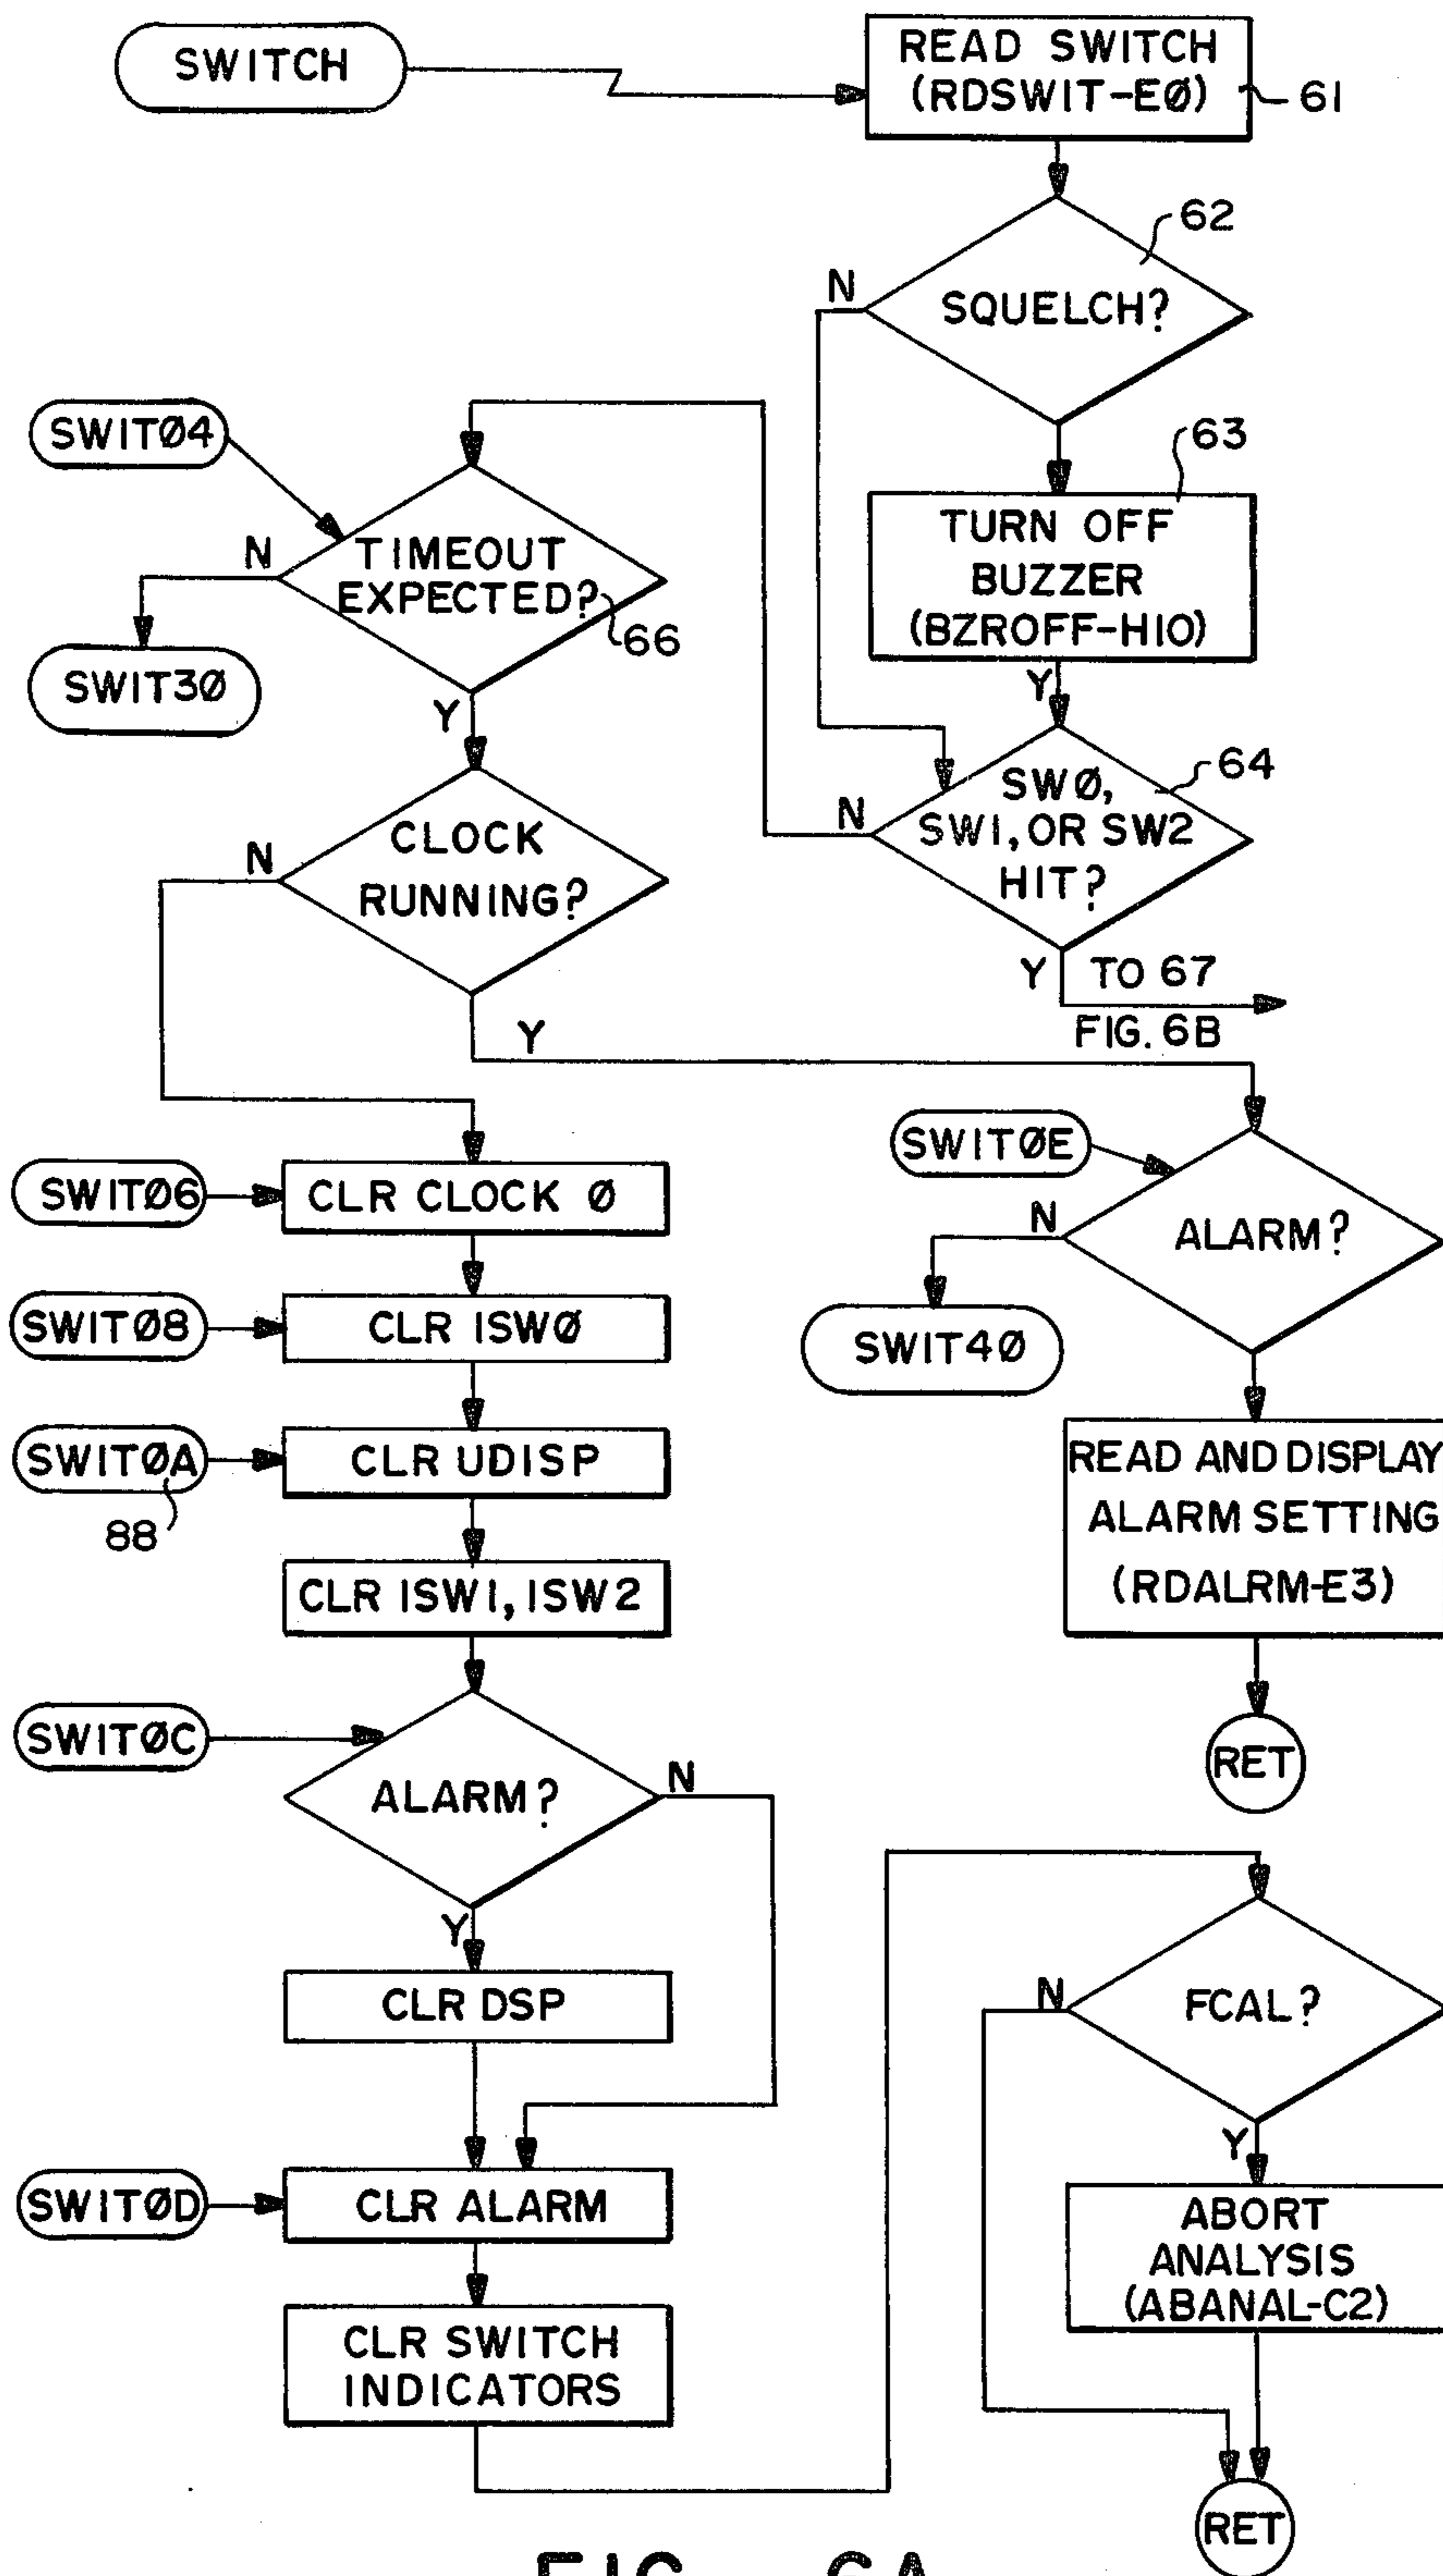 SWITCH
READ SWITCH
(RDSWIT-EØ)
61
62
N
SQUELCH?
SWITØ4
63
TURN OFF
BUZZER
(BZROFF-H10)
N
TIMEOUT
EXPECTED?
66
SWIT3Ø
Y
Y
64
SWØ,
SW1, OR SW2
HIT?
N
CLOCK
RUNNING?
N
Y
TO 67
FIG. 6B
Y
SWITØE
SWITØ6
CLR CLOCK Ø
N
ALARM?
SWITØ8
CLR ISWØ
SWIT4Ø
SWITØA
88
CLR UDISP
READ AND DISPLAY
ALARM SETTING
(RDALRM-E3)
CLR ISW1, ISW2
SWITØC
ALARM?
N
RET
Y
CLR DSP
N
FCAL?
Y
SWITØD
CLR ALARM
ABORT
ANALYSIS
(ABANAL-C2)
CLR SWITCH
INDICATORS
RET
FIG. 6A